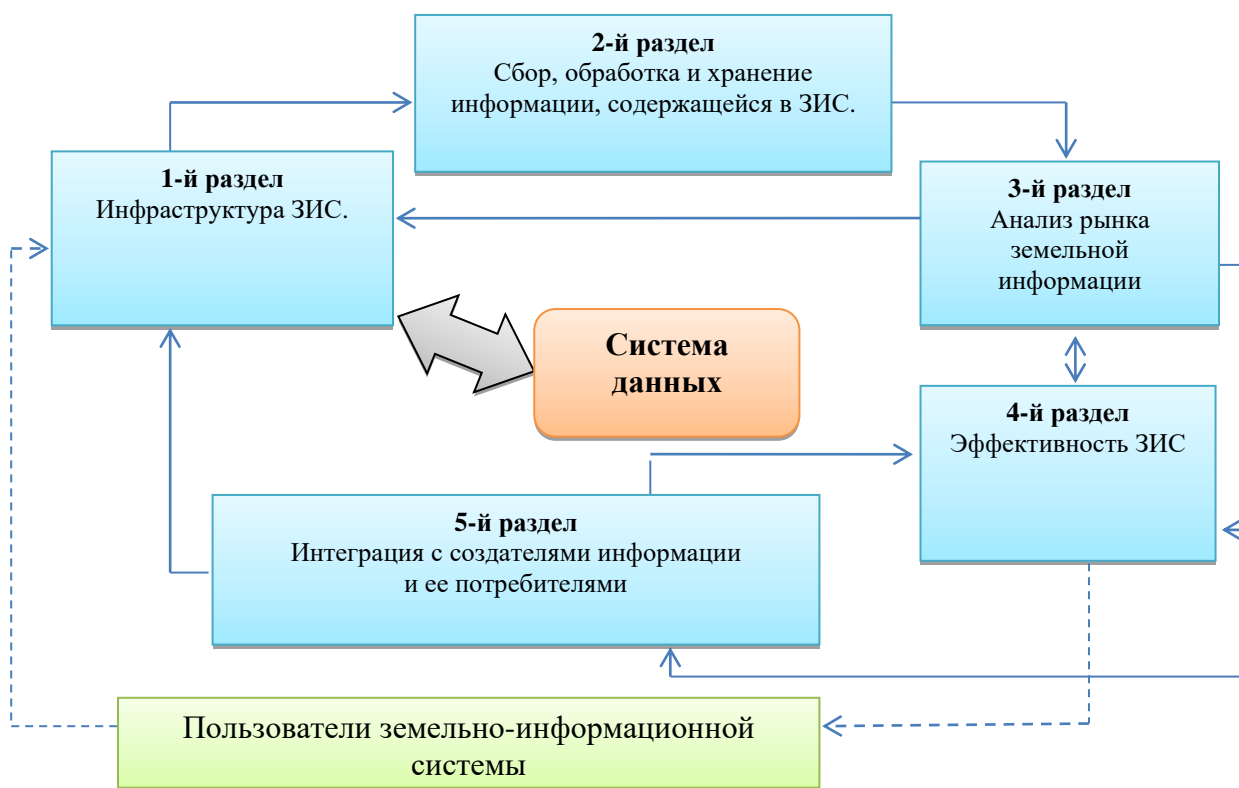 2-й раздел
Сбор, обработка и хранение
информации, содержащейся в ЗИС.
1-й раздел
Инфраструктура ЗИС.
3-й раздел
Анализ рынка
земельной
информации
Система
данных
4-й раздел
Эффективность ЗИС
5-й раздел
Интеграция с создателями информации
и ее потребителями
Пользователи земельно-информационной
системы